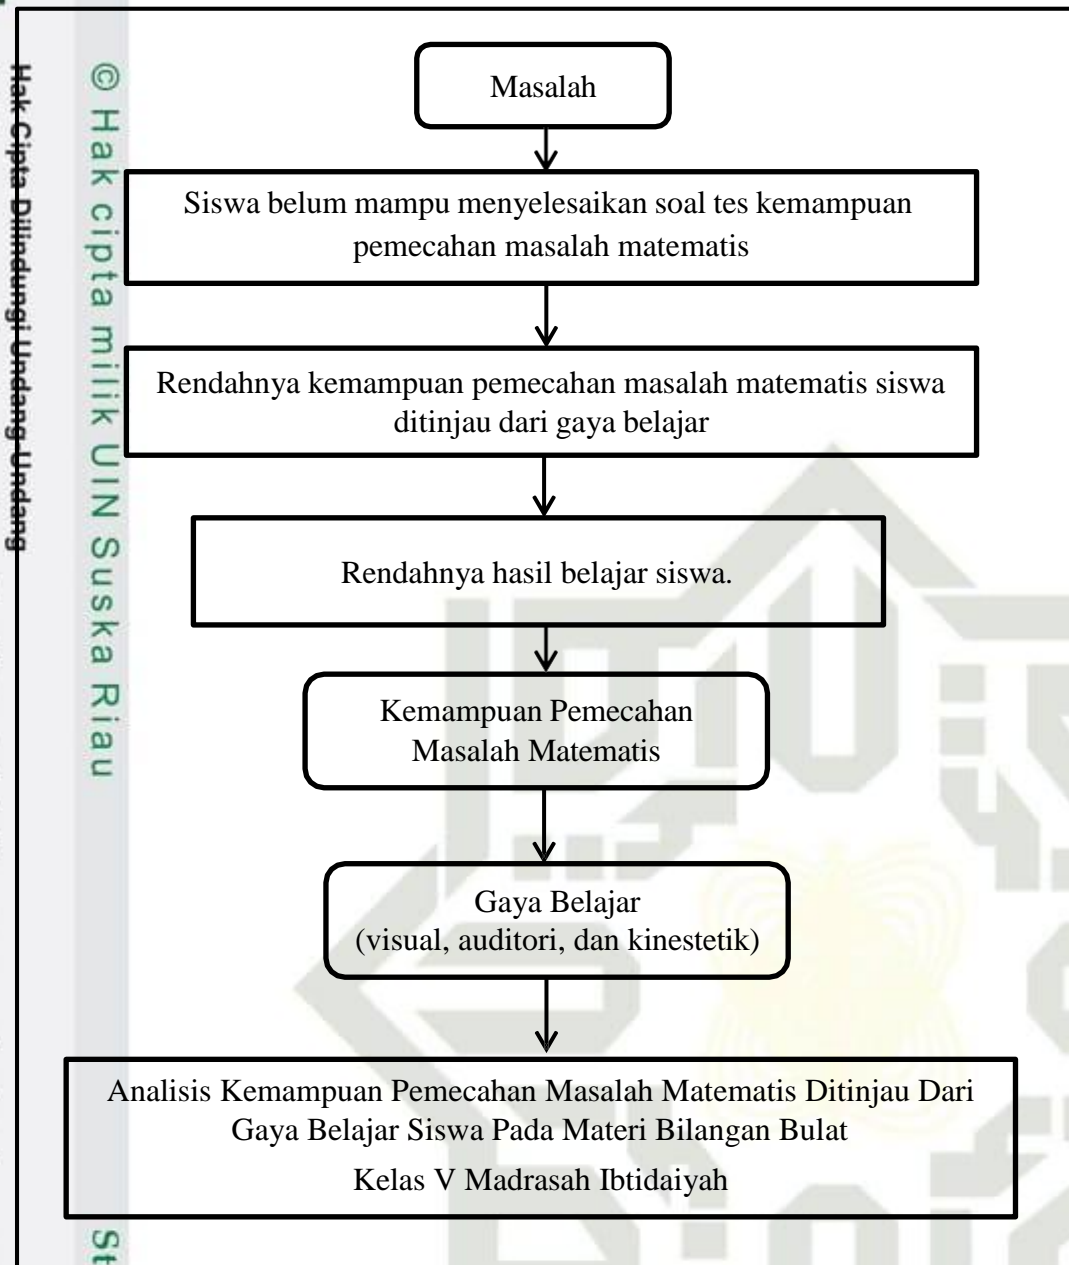 Hak Cipta Dilindungi Undang-Undang
© Hak cipta milik UIN Suska Riau
St
Masalah
Siswa belum mampu menyelesaikan soal tes kemampuan
pemecahan masalah matematis
Rendahnya kemampuan pemecahan masalah matematis siswa
ditinjau dari gaya belajar
Rendahnya hasil belajar siswa.
Kemampuan Pemecahan
Masalah Matematis
Gaya Belajar
(visual, auditori, dan kinestetik)
Analisis Kemampuan Pemecahan Masalah Matematis Ditinjau Dari
Gaya Belajar Siswa Pada Materi Bilangan Bulat
Kelas V Madrasah Ibtidaiyah